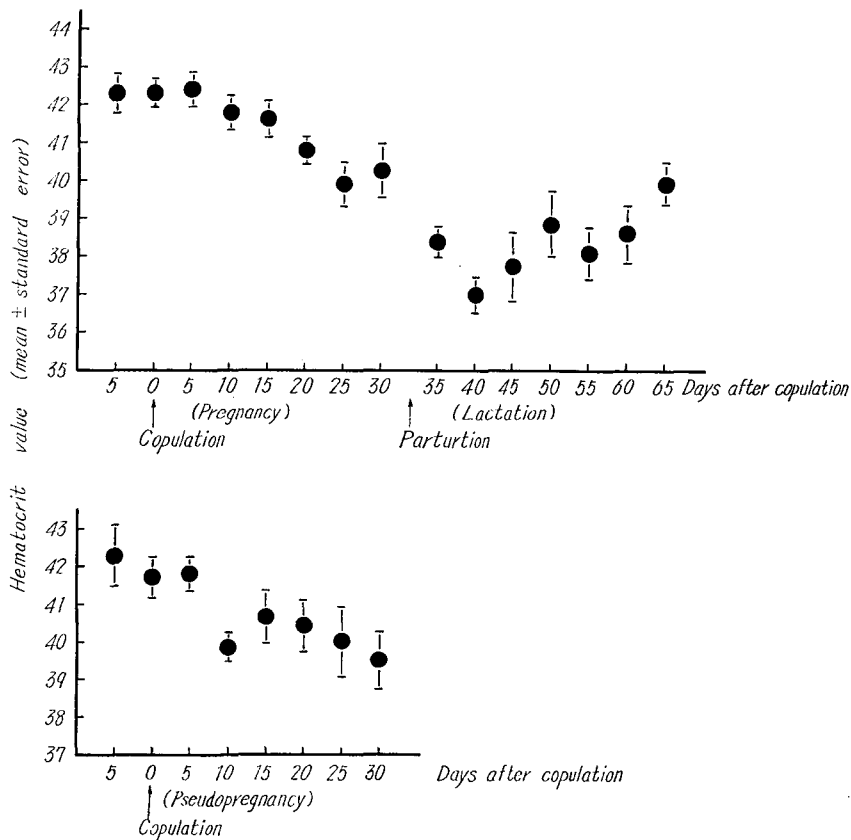 Hematocrit value (mean ± standard error)
44
43
42
41
40
39
38
37
36
35
5 0 5 10 15 20 25 30 35 40 45 50 55 60 65 Days after copulation
(Pregnancy) (Lactation)
Copulation Parturtion
43
42
41
40
39
38
37
5 0 5 10 15 20 25 30 Days after copulation
(Pseudopregnancy)
Copulation